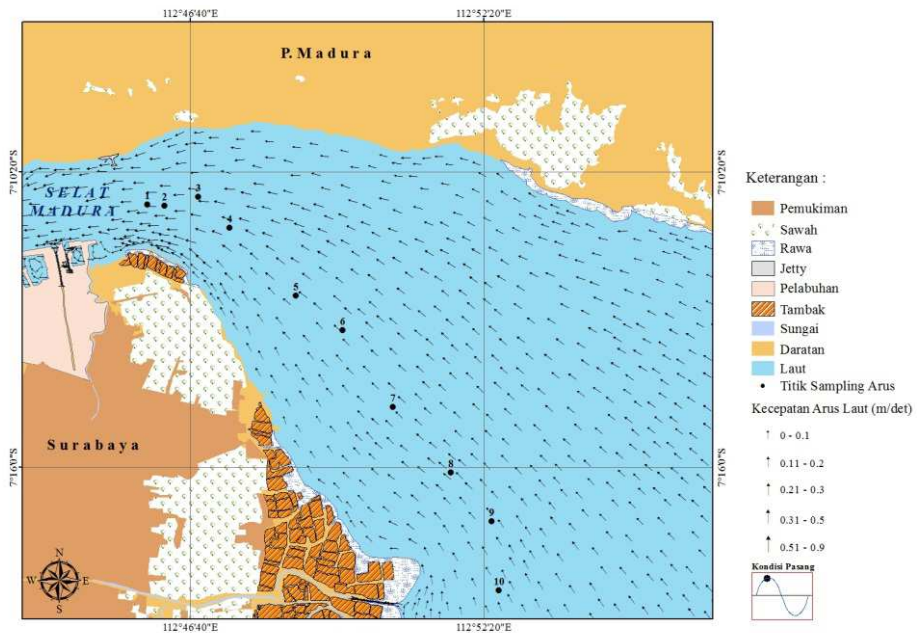 112°46'40"E
112°52'20"E
P. Madura
7°10'20"S
7°10'20"S
SELAT
MADURA
1
2
3
4
5
6
7
8
9
10
Surabaya
7°16'0"S
7°16'0"S
N
W
E
S
112°46'40"E
112°52'20"E
Keterangan :
Pemukiman
Sawah
Rawa
Jetty
Pelabuhan
Tambak
Sungai
Daratan
Laut
Titik Sampling Arus
Kecepatan Arus Laut (m/det)
0 - 0.1
0.11 - 0.2
0.21 - 0.3
0.31 - 0.5
0.51 - 0.9
Kondisi Pasang